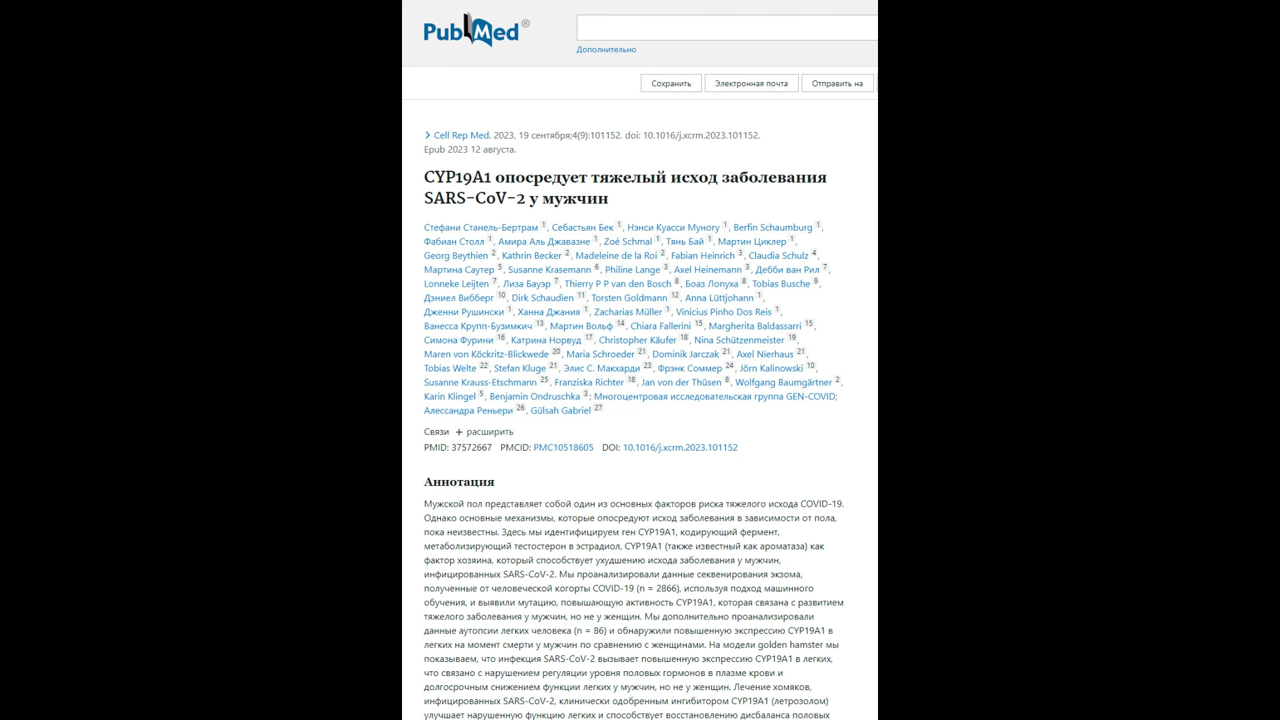 PubMed®
Дополнительно
Сохранить Электронная почта Отправить на
Cell Rep Med. 2023, 19 сентября;4(9):101152. doi: 10.1016/j.xcrm.2023.101152.
Epub 2023 12 августа.
CYP19A1 опосредует тяжелый исход заболевания
SARS-CoV-2 у мужчин
Стефани Станель-Бертрам 1, Себастьян Бек 1, Нэнси Куасси Муногу 1, Berfin Schaumburg 1,
Фабиан Столл 1, Амира Аль Джавазне 1, Zoé Schmal 1, Тянь Бай 1, Мартин Циклер 1,
Georg Beythien 2, Kathrin Becker 2, Madeleine de la Roi 2, Fabian Heinrich 3, Claudia Schulz 4,
Мартина Саутер 5, Susanne Krasemann 6, Philine Lange 3, Axel Heinemann 3, Дебби ван Рил 7,
Lonneke Leijten 7, Лиза Бауэр 7, Thierry P P van den Bosch 8, Боаз Лопуха 8, Tobias Busche 9,
Дэниел Вибберг 10, Dirk Schaudien 11, Torsten Goldmann 12, Anna Lüttjohann 1,
Дженни Рушински 1, Ханна Джания 1, Zacharias Müller 1, Vinicius Pinho Dos Reis 1,
Ванесса Крупп-Бузимкич 13, Мартин Вольф 14, Chiara Fallerini 15, Margherita Baldassarri 15,
Симона Фурини 16, Катрина Норвуд 17, Christopher Käufer 18, Nina Schützenmeister 19,
Maren von Köckritz-Blickwede 20, Maria Schroeder 21, Dominik Jarczak 21, Axel Nierhaus 21,
Tobias Welte 22, Stefan Kluge 21, Элис С. Макхарди 23, Фрэнк Соммер 24, Jörn Kalinowski 10,
Susanne Krauss-Etschmann 25, Franziska Richter 18, Jan von der Thüsen 8, Wolfgang Baumgärtner 2,
Karin Klingel 5, Benjamin Ondruschka 3; Многоцентровая исследовательская группа GEN-COVID;
Алессандра Реньери 26, Gülsah Gabriel 27
Связи + расширить
PMID: 37572667 PMCID: PMC10518605 DOI: 10.1016/j.xcrm.2023.101152
Аннотация
Мужской пол представляет собой один из основных факторов риска тяжелого исхода COVID-19.
Однако основные механизмы, которые опосредуют исход заболевания в зависимости от пола,
пока неизвестны. Здесь мы идентифицируем ген CYP19A1, кодирующий фермент,
метаболизирующий тестостерон в эстрадиол, CYP19A1 (также известный как ароматаза) как
фактор хозяина, который способствует ухудшению исхода заболевания у мужчин,
инфицированных SARS-CoV-2. Мы проанализировали данные секвенирования экзома,
полученные от человеческой когорты COVID-19 (n = 2866), используя подход машинного
обучения, и выявили мутацию, повышающую активность CYP19A1, которая связана с развитием
тяжелого заболевания у мужчин, но не у женщин. Мы дополнительно проанализировали
данные аутопсии легких человека (n = 86) и обнаружили повышенную экспрессию CYP19A1 в
легких на момент смерти у мужчин по сравнению с женщинами. На модели golden hamster мы
показываем, что инфекция SARS-CoV-2 вызывает повышенную экспрессию CYP19A1 в легких,
что связано с нарушением регуляции уровня половых гормонов в плазме крови и
долгосрочным снижением функции легких у мужчин, но не у женщин. Лечение хомяков,
инфицированных SARS-CoV-2, клинически одобренным ингибитором CYP19A1 (летрозолом)
улучшает нарушенную функцию легких и способствует восстановлению дисбаланса половых